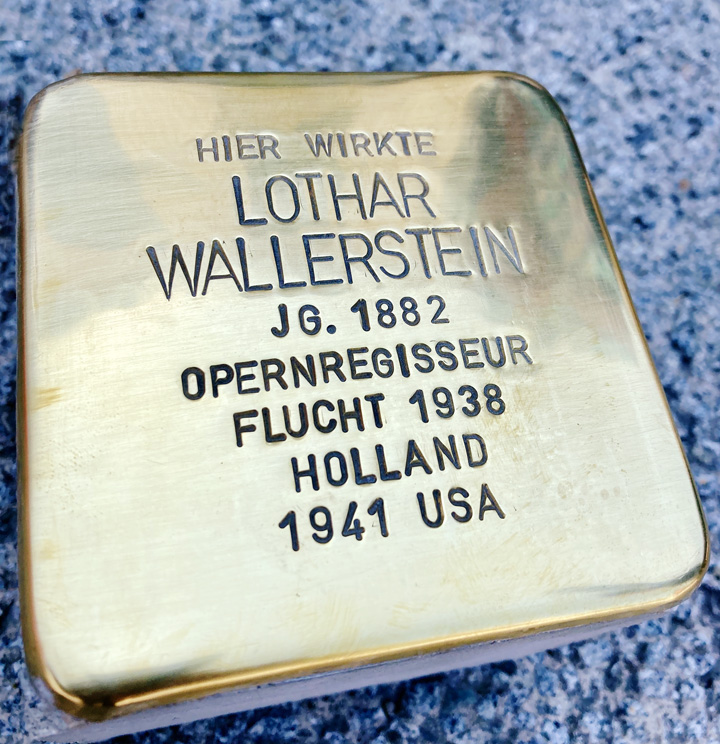 HIER WIRKTE
LOTHAR
WALLERSTEIN
JG. 1882
OPERNREGISSEUR
FLUCHT 1938
HOLLAND
1941 USA